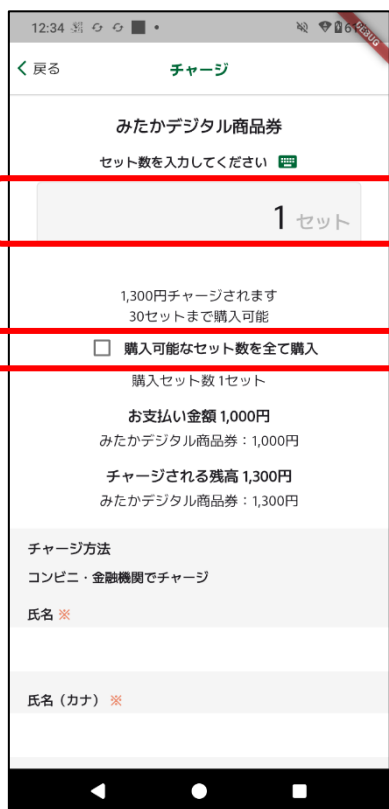 12:34
DEBUG
戻る
チャージ
みたかデジタル商品券
セット数を入力してください
1 セット
1,300円チャージされます
30セットまで購入可能
購入可能なセット数を全て購入
購入セット数 1セット
お支払い金額 1,000円
みたかデジタル商品券：1,000円
チャージされる残高 1,300円
みたかデジタル商品券：1,300円
チャージ方法
コンビニ・金融機関でチャージ
氏名 ※
氏名（カナ） ※